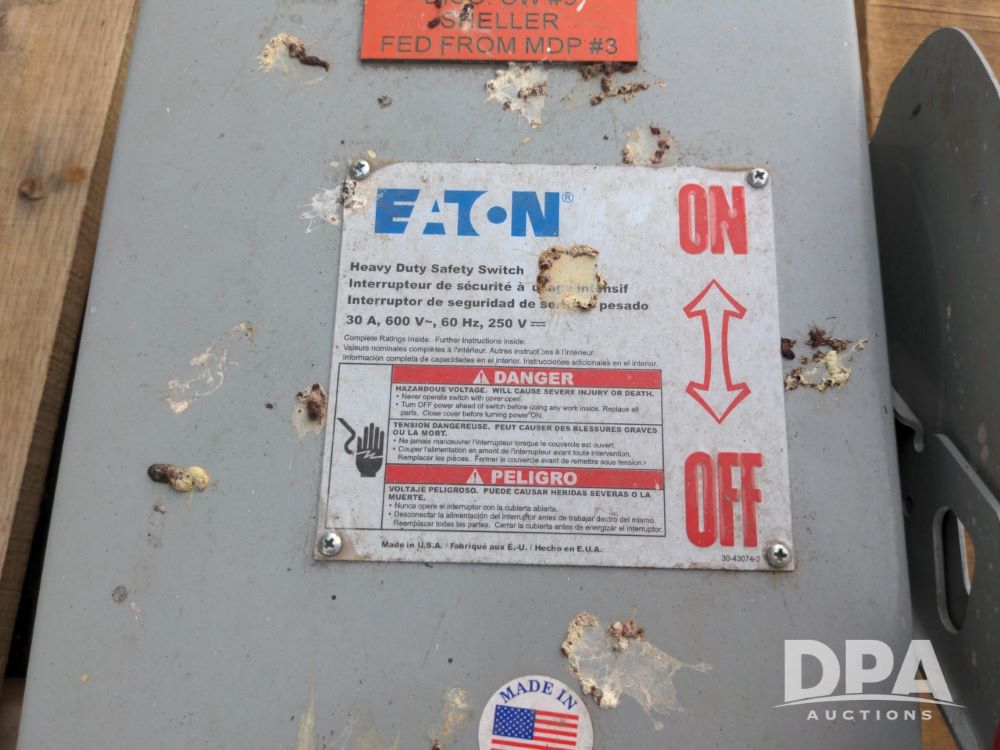 SHELLER
FED FROM MDP #3
EATON®
ON
Heavy Duty Safety Switch
Interrupteur de sécurité à usage intensif
Interruptor de seguridad de pesado
30 A, 600 V~, 60 Hz, 250 V ⎓
Complete Ratings Inside. Further Instructions inside.
Valeurs nominales complètes à l'intérieur. Autres instructions à l'intérieur.
Información completa de capacidades en el interior. Instrucciones adicionales en el interior.
⚠ DANGER
HAZARDOUS VOLTAGE. WILL CAUSE SEVERE INJURY OR DEATH.
• Never operate switch with cover open.
• Turn OFF power ahead of switch before doing any work inside. Replace all
parts. Close cover before turning power ON.
TENSION DANGEREUSE. PEUT CAUSER DES BLESSURES GRAVES
OU LA MORT.
• Ne jamais manœuvrer l'interrupteur lorsque le couvercle est ouvert.
• Couper l'alimentation en amont de l'interrupteur avant toute intervention.
Remplacer les pièces. Fermer le couvercle avant de remettre sous tension.
⚠ PELIGRO
VOLTAJE PELIGROSO. PUEDE CAUSAR HERIDAS SEVERAS O LA
MUERTE.
• Nunca opere el interruptor con la cubierta abierta.
• Desconectar la alimentación del interruptor antes de trabajar dectro del mismo.
Reemplazar todas las partes. Cerrar la cubierta antes de energizar el interruptor.
OFF
Made in U.S.A. / Fabriqué aux É.-U. / Hecho en E.U.A.
30-43074-2
MADE IN
DPA
AUCTIONS